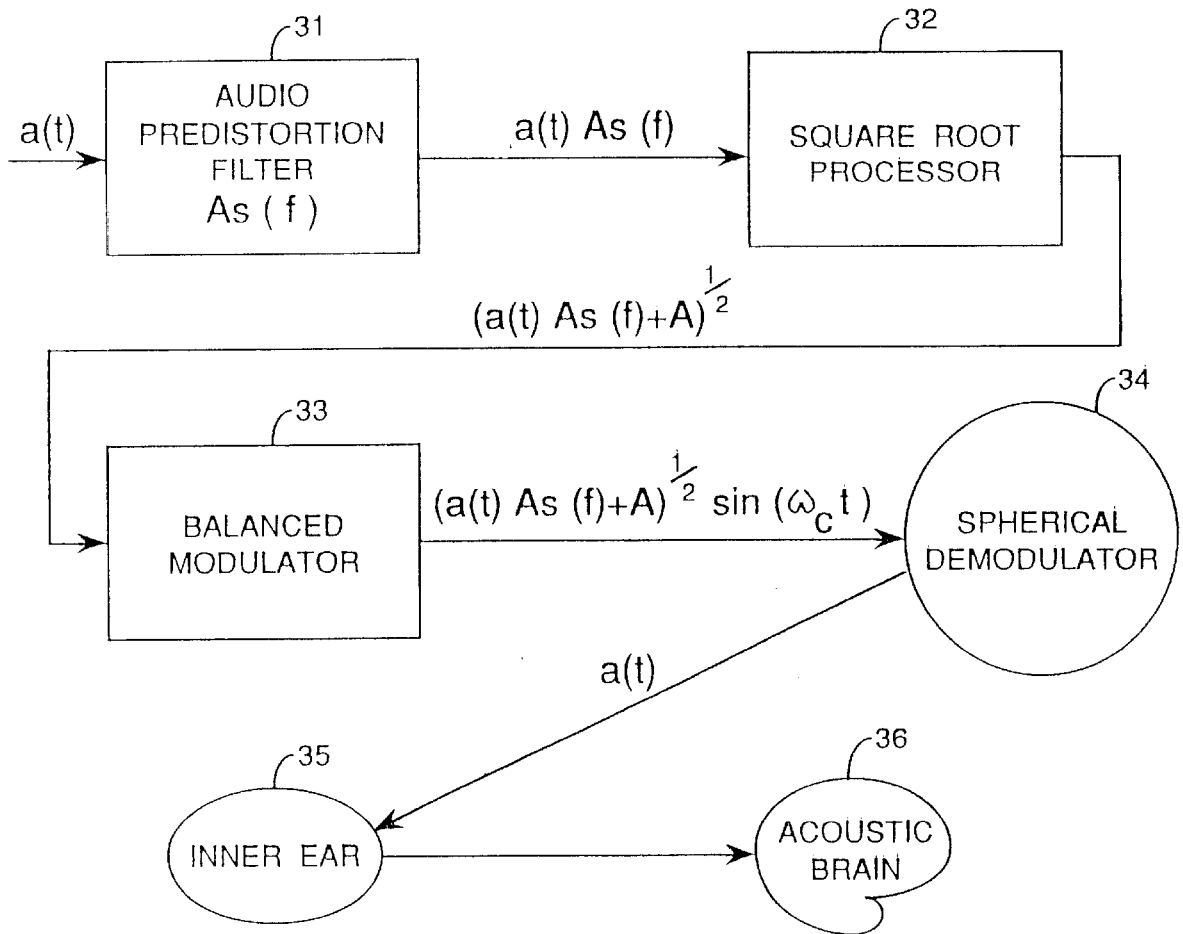 31
AUDIO
PREDISTORTION
FILTER
As ( f )
a(t)
a(t) As (f)
32
SQUARE ROOT
PROCESSOR
(a(t) As (f)+A)^1/2
33
BALANCED
MODULATOR
(a(t) As (f)+A)^1/2 sin (ω_c t)
34
SPHERICAL
DEMODULATOR
a(t)
35
INNER EAR
36
ACOUSTIC
BRAIN